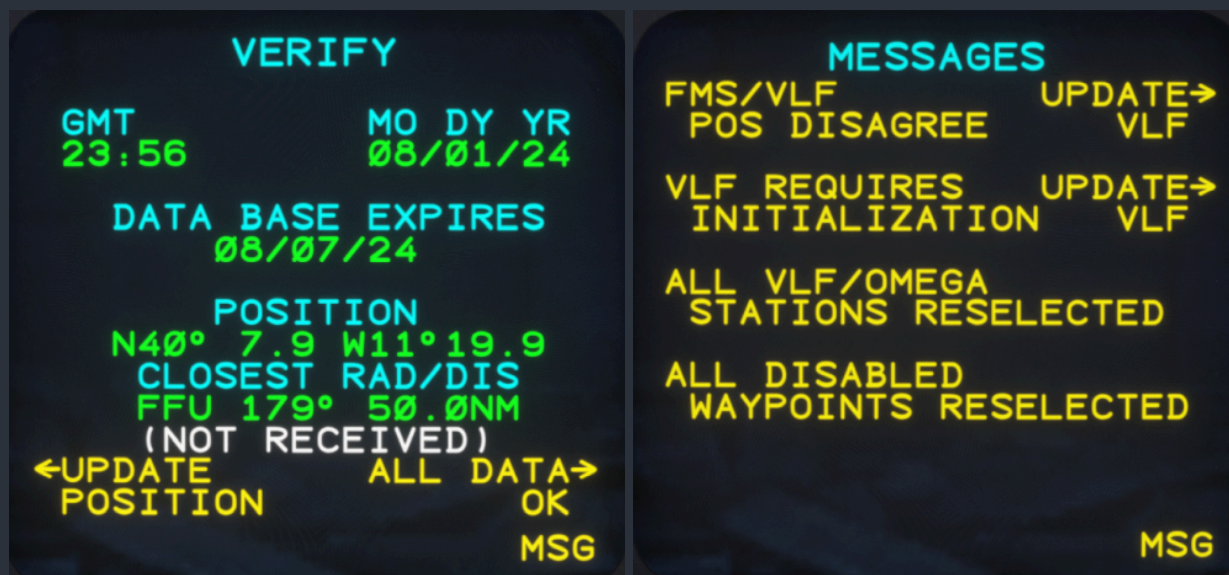 VERIFY
GMT MO DY YR
23:56 08/01/24
DATA BASE EXPIRES
08/07/24
POSITION
N40° 7.9 W11°19.9
CLOSEST RAD/DIS
FFU 179° 50.0NM
(NOT RECEIVED)
←UPDATE ALL DATA→
POSITION OK
MSG
MESSAGES
FMS/VLF UPDATE→
POS DISAGREE VLF
VLF REQUIRES UPDATE→
INITIALIZATION VLF
ALL VLF/OMEGA
STATIONS RESELECTED
ALL DISABLED
WAYPOINTS RESELECTED
MSG